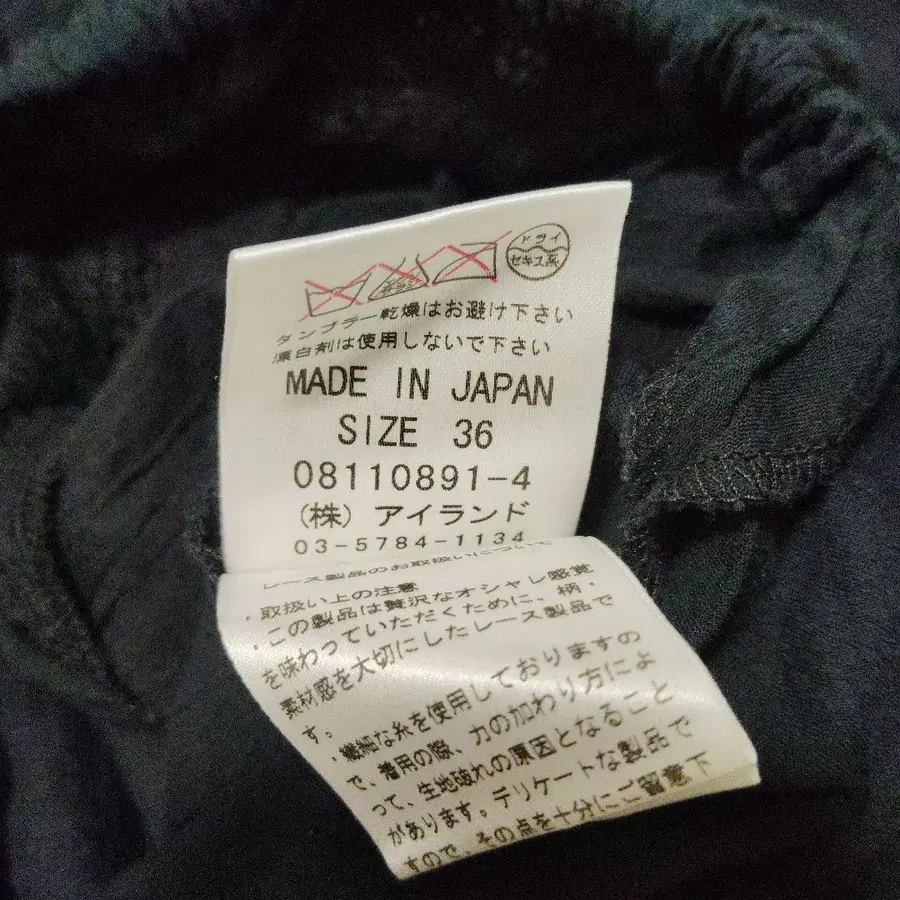 ドライ
セキユ系
タンブラー乾燥はお避け下さい
漂白剤は使用しないで下さい
MADE IN JAPAN
SIZE 36
08110891-4
(株) アイランド
03-5784-1134
レース製品のお取扱いについて
・取扱い上の注意
・この製品は贅沢なオシャレ感覚
を味わっていただくために、柄・
素材感を大切にしたレース製品で
す。
・繊細な糸を使用しておりますの
で、着用の際、力の加わり方によ
って、生地破れの原因となること
があります。デリケートな製品で
すので、その点を十分にご留意下